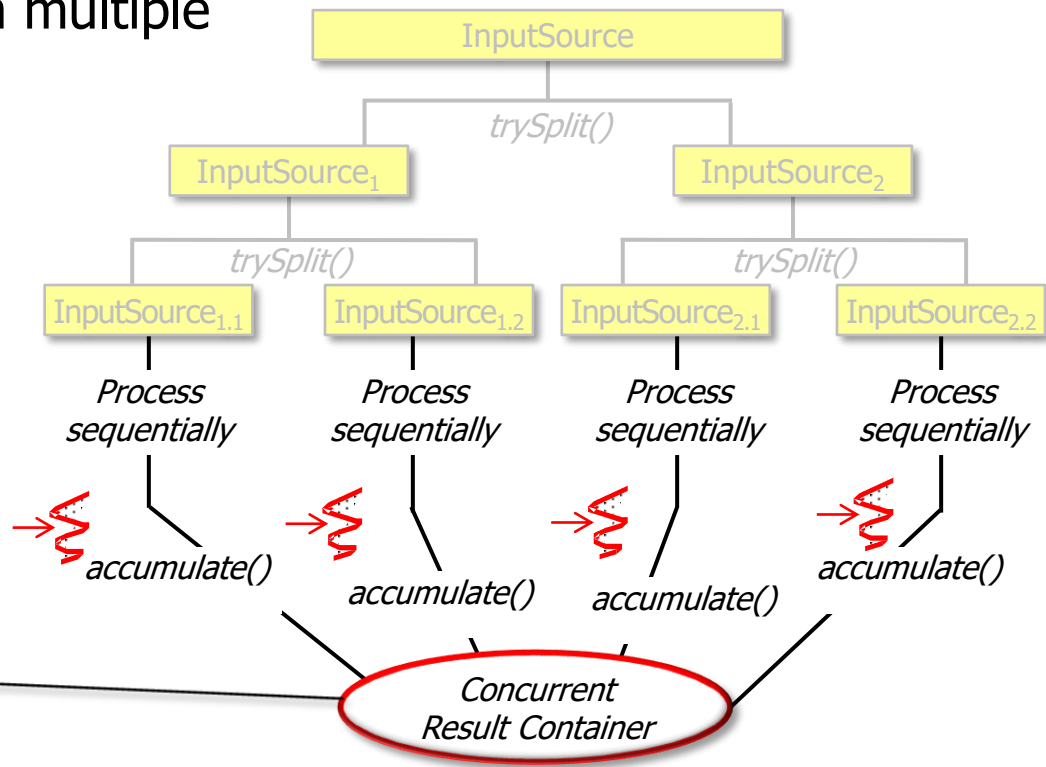 multiple
InputSource
trySplit()
InputSource₁ InputSource₂
trySplit() trySplit()
InputSource₁.₁ InputSource₁.₂ InputSource₂.₁ InputSource₂.₂
Process Process Process Process
sequentially sequentially sequentially sequentially
accumulate() accumulate() accumulate() accumulate()
Concurrent
Result Container